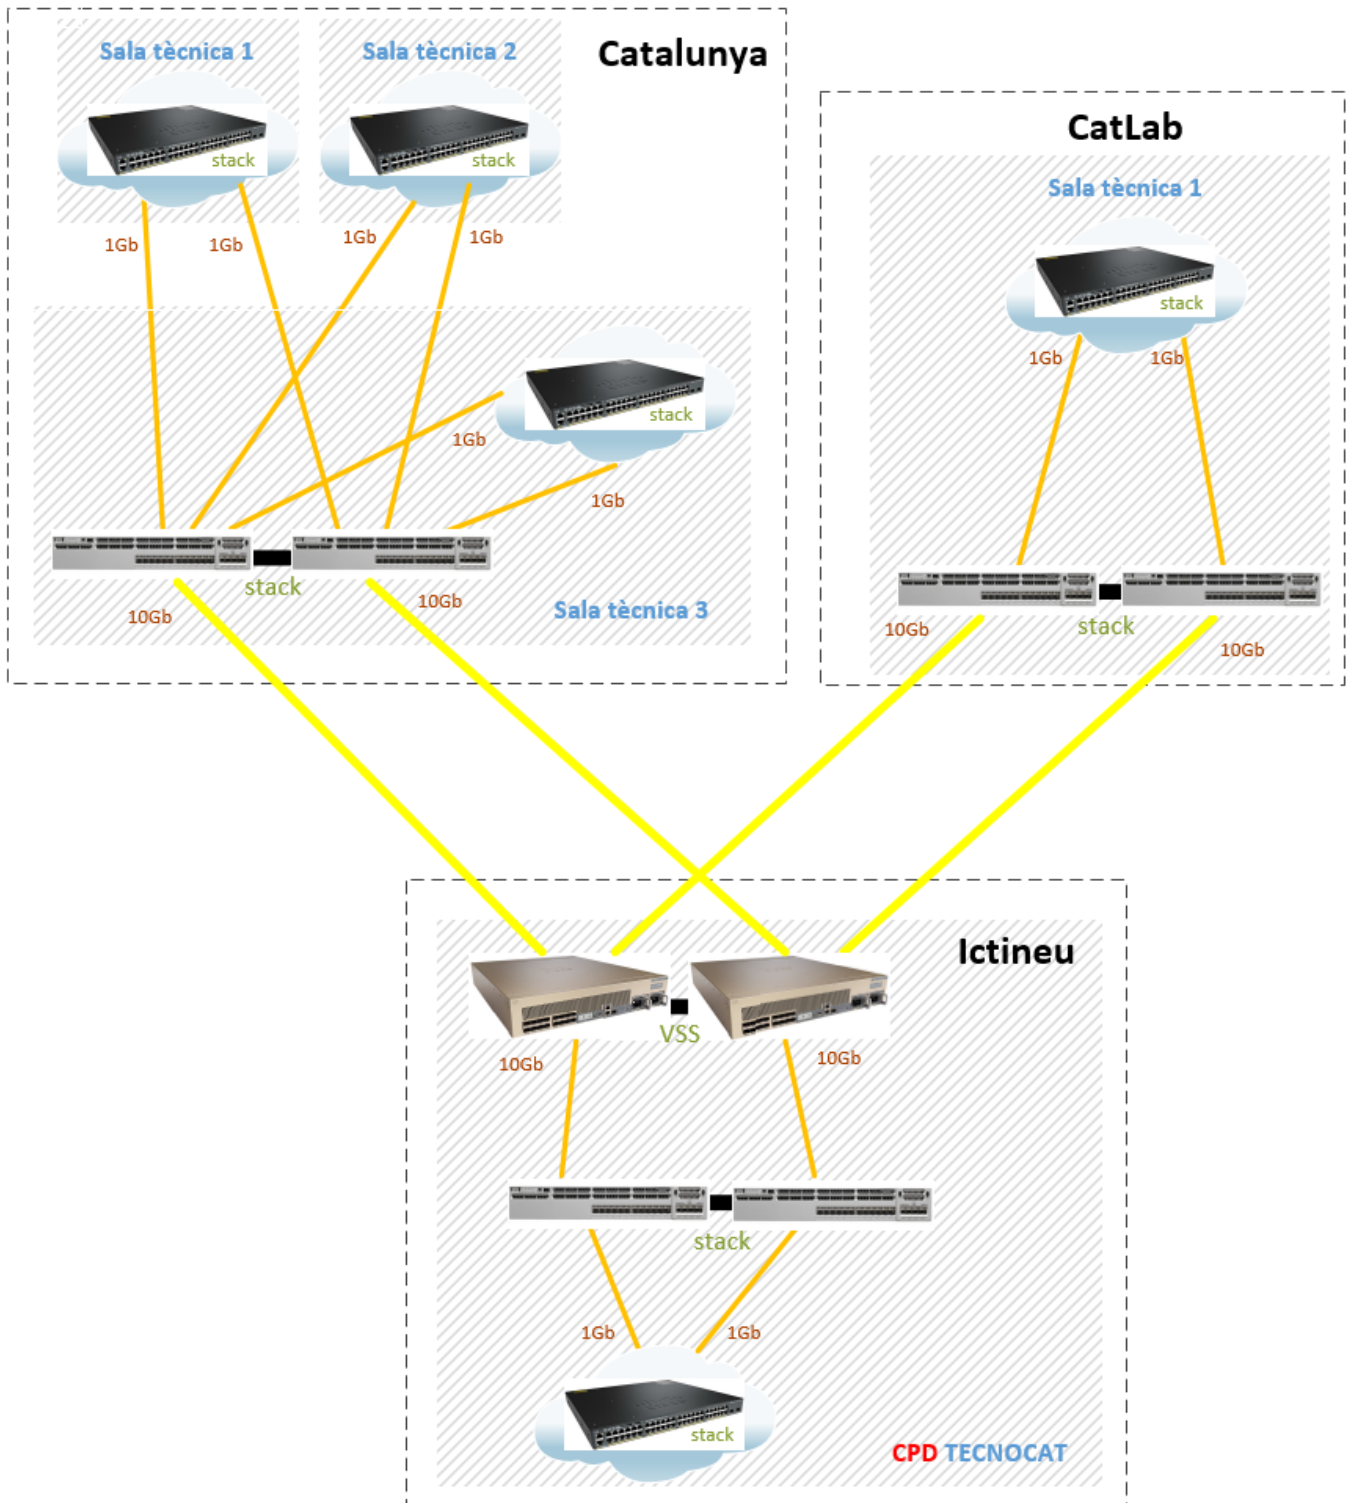 Sala tècnica 1
Sala tècnica 2
Catalunya
stack
stack
1Gb
1Gb
1Gb
1Gb
stack
1Gb
1Gb
stack
10Gb
10Gb
Sala tècnica 3
CatLab
Sala tècnica 1
stack
1Gb
1Gb
stack
10Gb
10Gb
Ictineu
VSS
10Gb
10Gb
stack
1Gb
1Gb
stack
CPD TECNOCAT